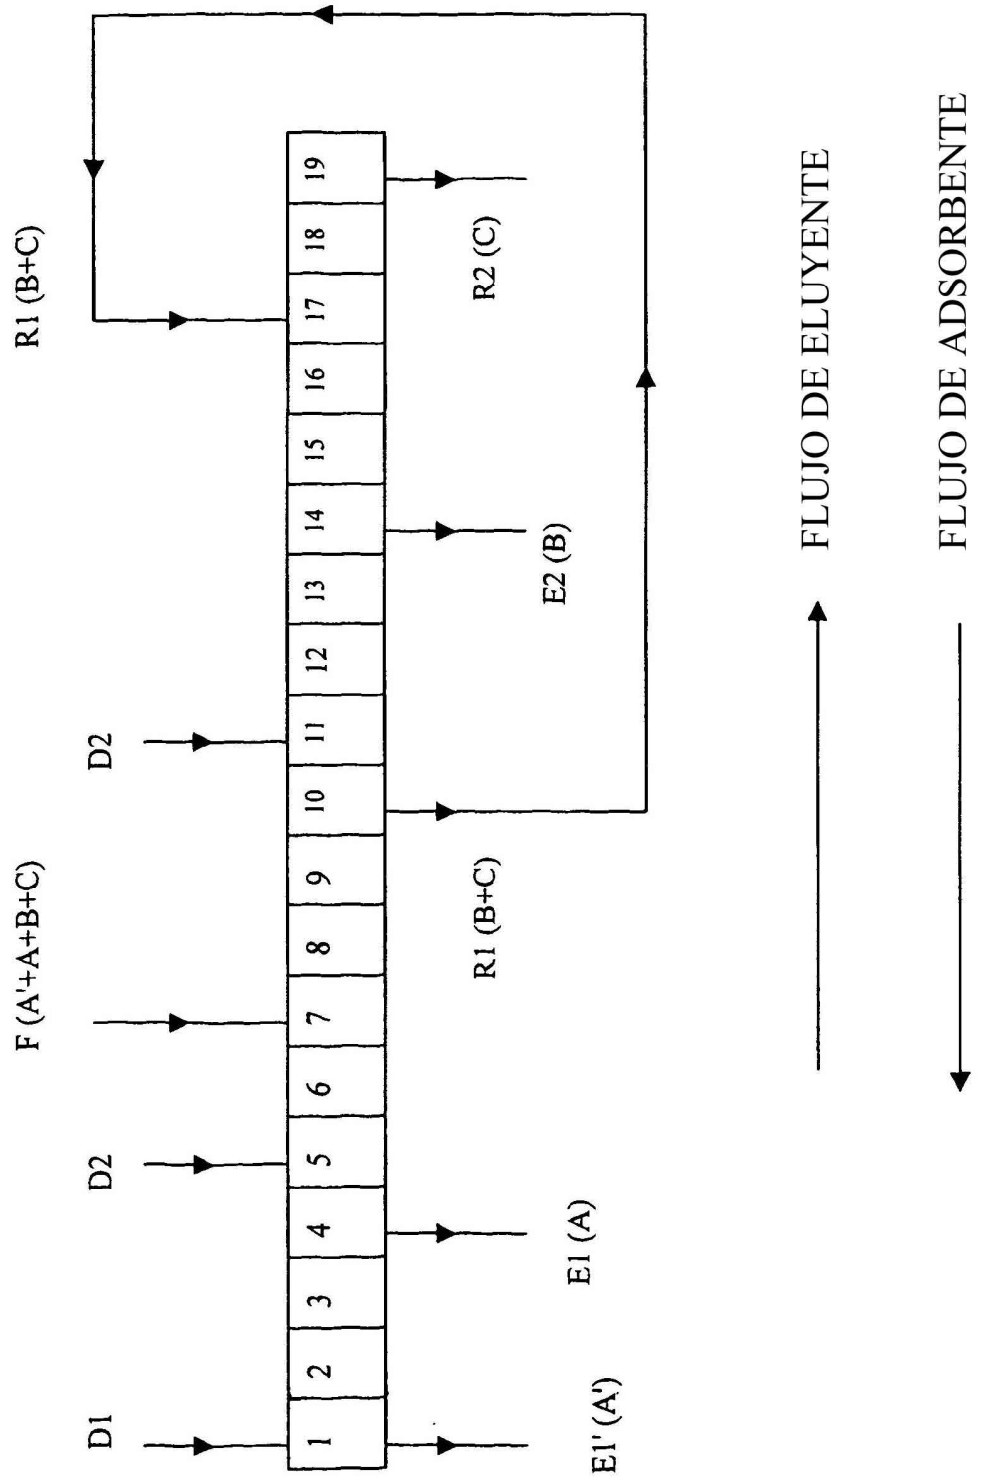 D1
D2
F (A'+A+B+C)
D2
R1 (B+C)
1 2 3 4 5 6 7 8 9 10 11 12 13 14 15 16 17 18 19
E1' (A')
E1 (A)
R1 (B+C)
E2 (B)
R2 (C)
FLUJO DE ELUYENTE
FLUJO DE ADSORBENTE